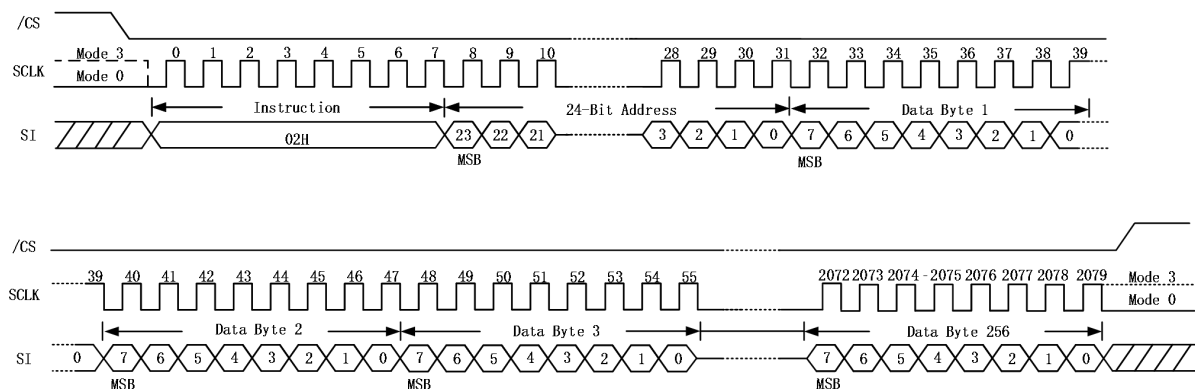 /CS
Mode 3 0 1 2 3 4 5 6 7 8 9 10 28 29 30 31 32 33 34 35 36 37 38 39
SCLK
Mode 0
Instruction 24-Bit Address Data Byte 1
SI 02H 23 22 21 3 2 1 0 7 6 5 4 3 2 1 0
MSB MSB
/CS
39 40 41 42 43 44 45 46 47 48 49 50 51 52 53 54 55 2072 2073 2074 2075 2076 2077 2078 2079 Mode 3
SCLK
Mode 0
Data Byte 2 Data Byte 3 Data Byte 256
SI 0 7 6 5 4 3 2 1 0 7 6 5 4 3 2 1 0 7 6 5 4 3 2 1 0
MSB MSB MSB